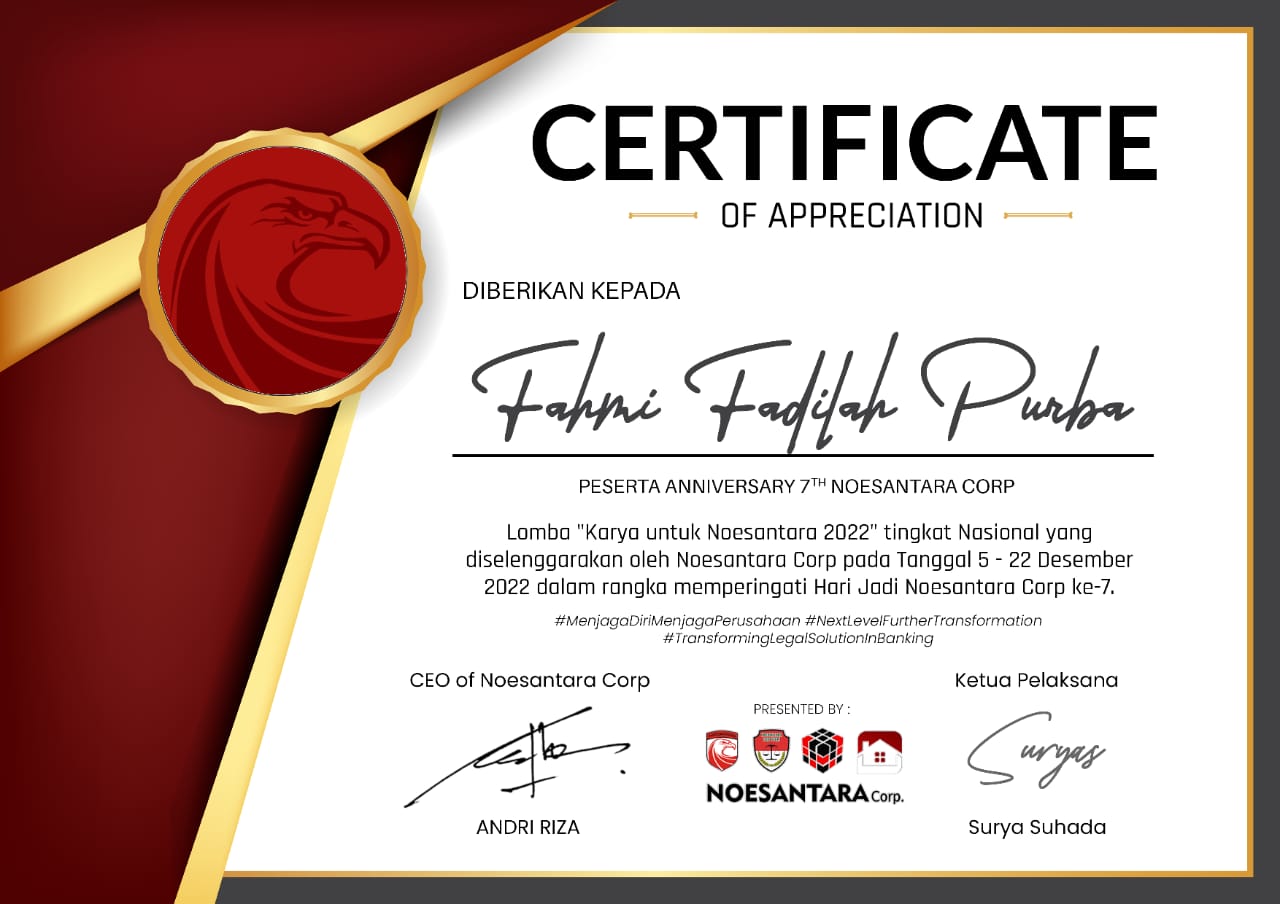 CERTIFICATE
OF APPRECIATION
DIBERIKAN KEPADA
Fahmi Fadilah Purba
PESERTA ANNIVERSARY 7TH NOESANTARA CORP
Lomba "Karya untuk Noesantara 2022" tingkat Nasional yang
diselenggarakan oleh Noesantara Corp pada Tanggal 5 - 22 Desember
2022 dalam rangka memperingati Hari Jadi Noesantara Corp ke-7.
#MenjagaDiriMenjagaPerusahaan #NextLevelFurtherTransformation
#TransformingLegalSolutionInBanking
CEO of Noesantara Corp
ANDRI RIZA
PRESENTED BY :
NOESANTARA Corp.
Ketua Pelaksana
Suryas
Surya Suhada